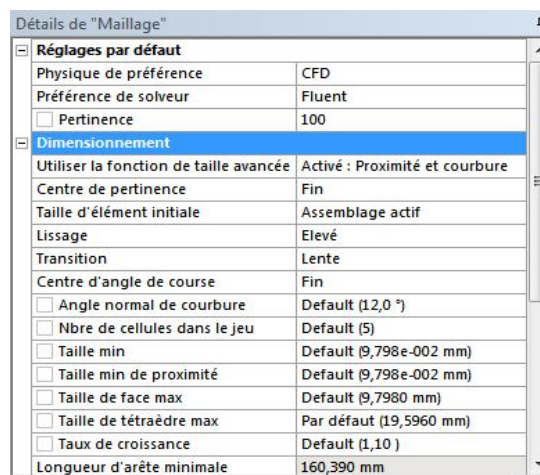 Détails de "Maillage"
Réglages par défaut
Physique de préférence CFD
Préférence de solveur Fluent
Pertinence 100
Dimensionnement
Utiliser la fonction de taille avancée Activé : Proximité et courbure
Centre de pertinence Fin
Taille d'élément initiale Assemblage actif
Lissage Elevé
Transition Lente
Centre d'angle de course Fin
Angle normal de courbure Default (12,0 °)
Nbre de cellules dans le jeu Default (5)
Taille min Default (9,798e-002 mm)
Taille min de proximité Default (9,798e-002 mm)
Taille de face max Default (9,7980 mm)
Taille de tétraèdre max Par défaut (19,5960 mm)
Taux de croissance Default (1,10 )
Longueur d'arête minimale 160,390 mm